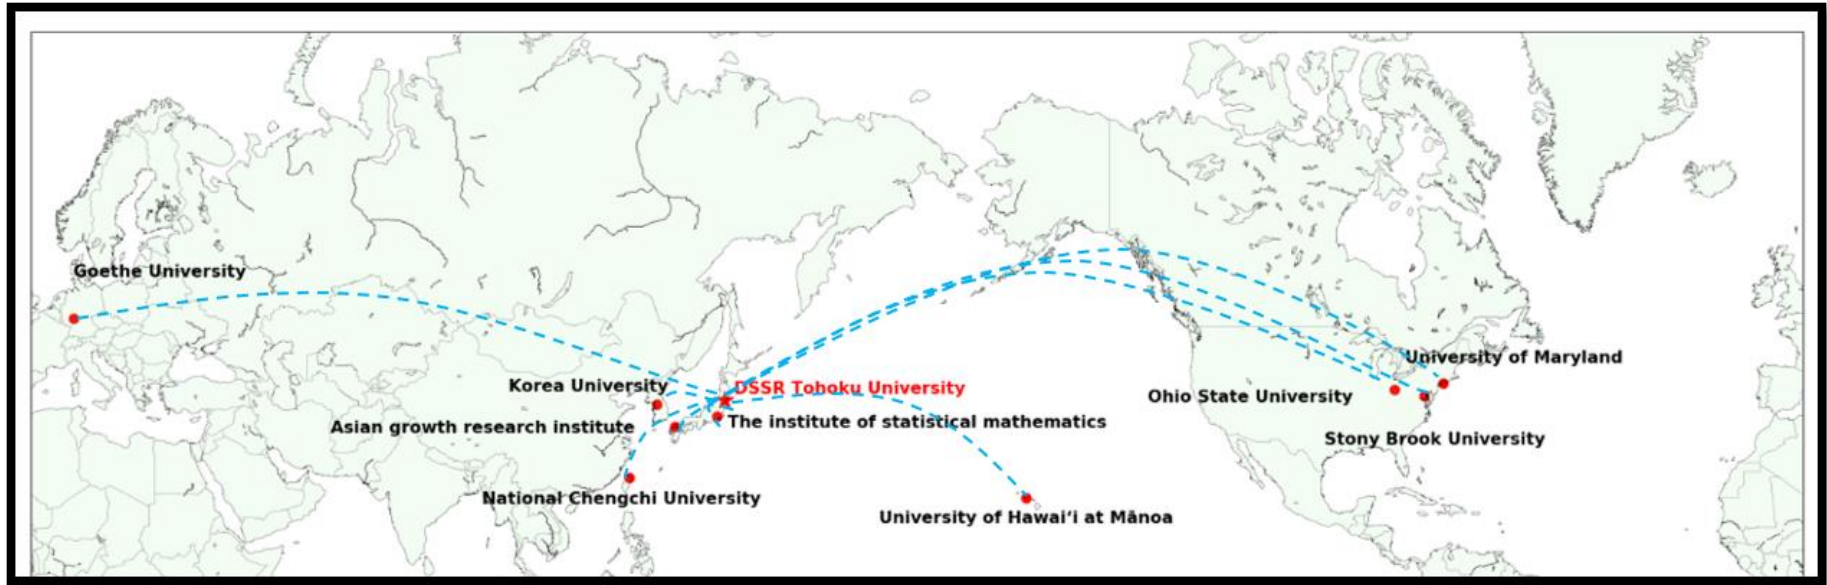 Goethe University
University of Maryland
Korea University
DSSR Tohoku University
Ohio State University
Asian growth research institute
The institute of statistical mathematics
Stony Brook University
National Chengchi University
University of Hawaiʻi at Mānoa